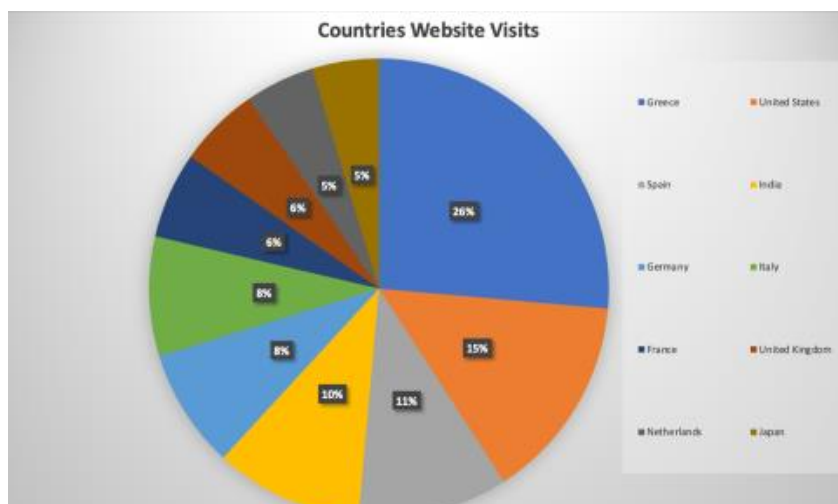 Countries Website Visits
5%
5%
26%
6%
6%
8%
15%
8%
10%
11%
Greece
United States
Spain
India
Germany
Italy
France
United Kingdom
Netherlands
Japan